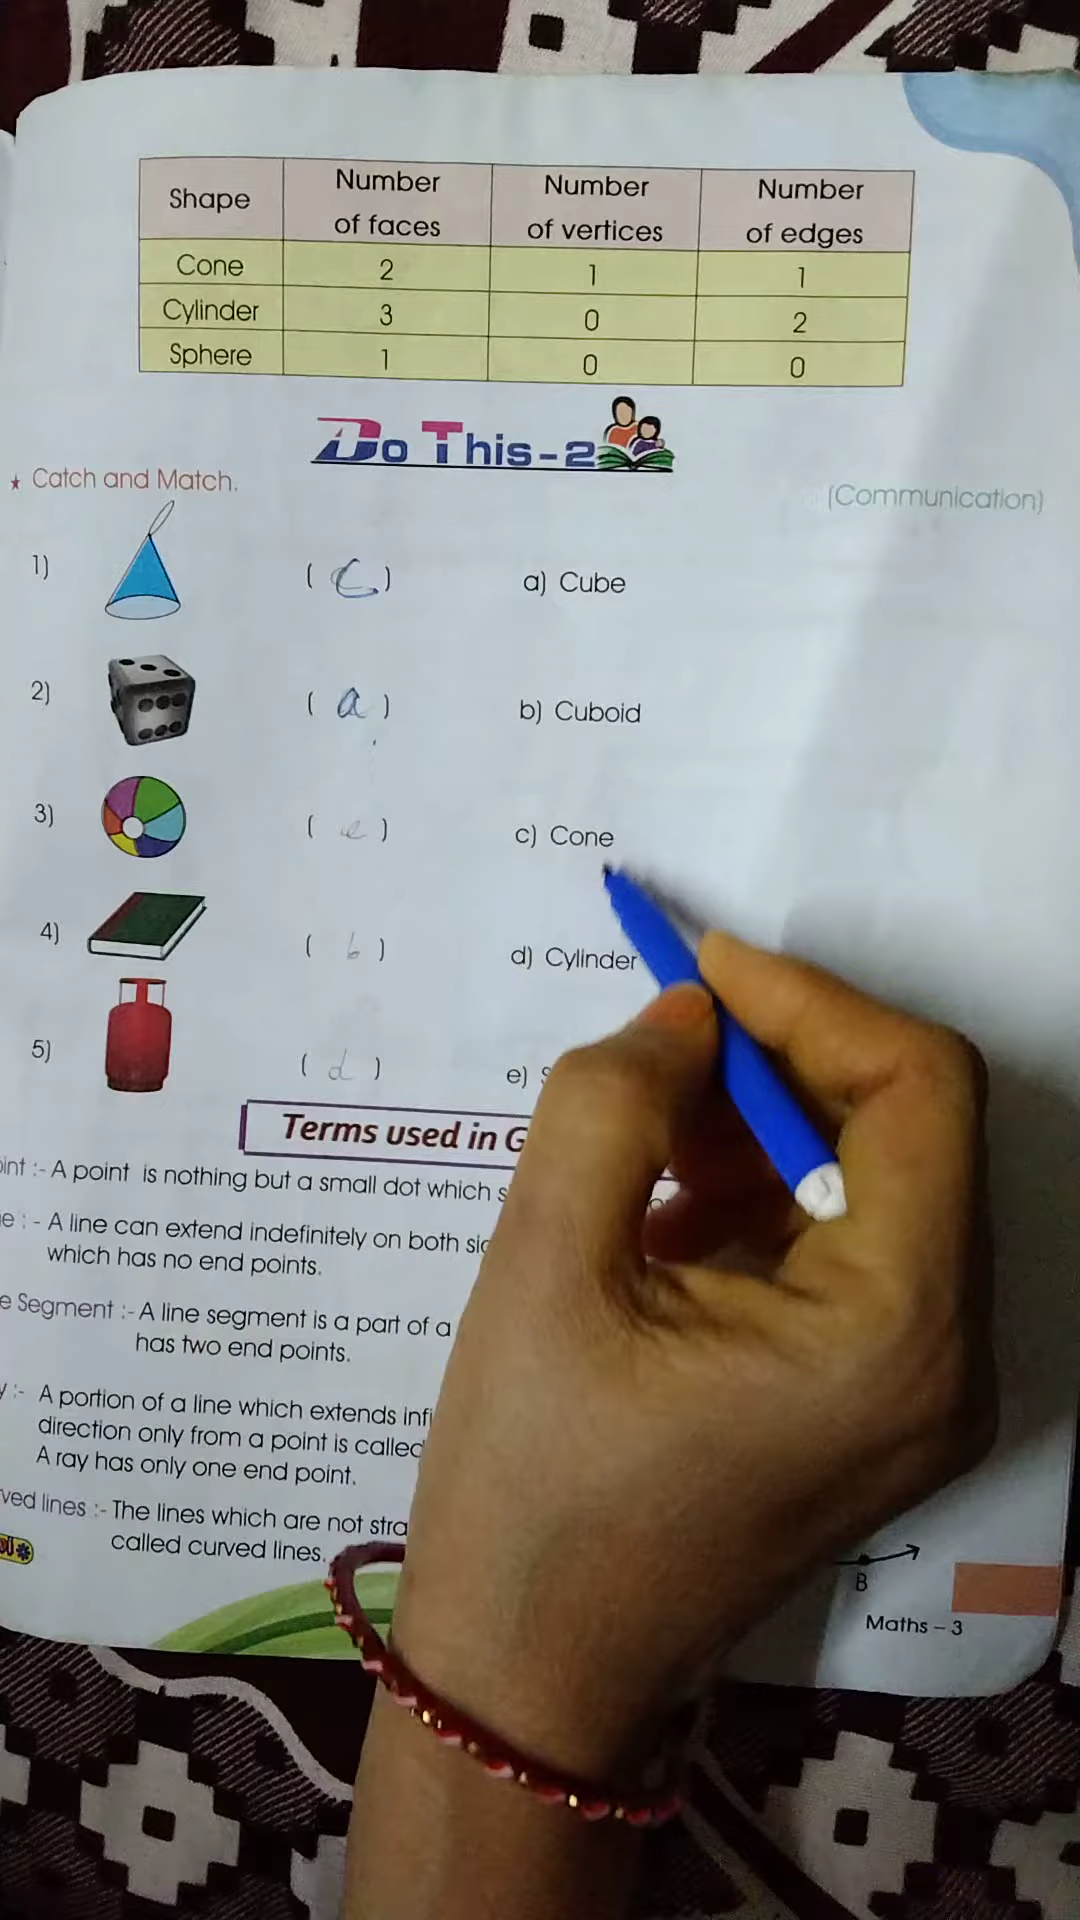 Shape Number of faces Number of vertices Number of edges
Cone 2 1 1
Cylinder 3 0 2
Sphere 1 0 0
Do This-2
★ Catch and Match.
(Communication)
1) ( C ) a) Cube
2) ( a ) b) Cuboid
3) ( e ) c) Cone
4) ( b ) d) Cylinder
5) ( d ) e)
Terms used in G
int :- A point is nothing but a small dot which s
e : - A line can extend indefinitely on both sid
which has no end points.
e Segment :- A line segment is a part of a
has two end points.
y :- A portion of a line which extends infi
direction only from a point is called
A ray has only one end point.
ved lines :- The lines which are not stra
called curved lines.
B
Maths – 3